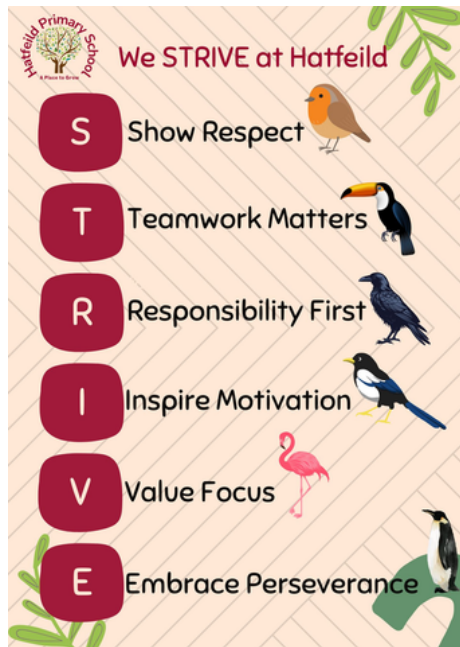 Hatfeild Primary School
A Place to Grow
We STRIVE at Hatfeild
S Show Respect
T Teamwork Matters
R Responsibility First
I Inspire Motivation
V Value Focus
E Embrace Perseverance